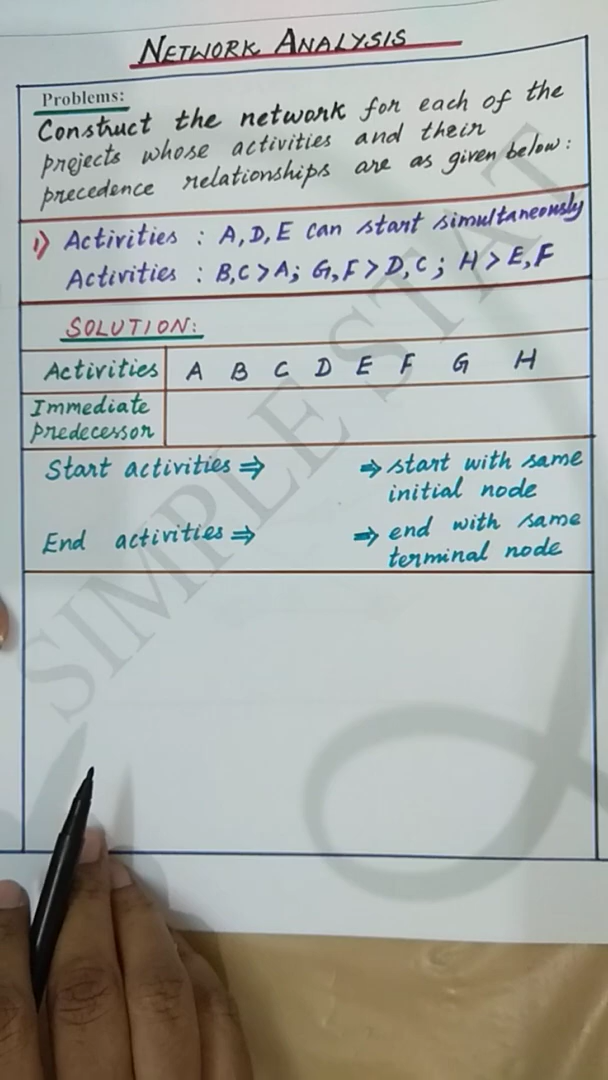 NETWORK ANALYSIS
Problems:
Construct the network for each of the
projects whose activities and their
precedence relationships are as given below:
1) Activities : A, D, E can start simultaneously
Activities : B, C > A; G, F > D, C; H > E, F
SOLUTION:
Activities A B C D E F G H
Immediate
Predecessor
Start activities ⇒ ⇒ start with same
initial node
End activities ⇒ ⇒ end with same
terminal node
SIMPLE STAT